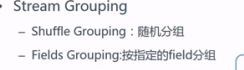 • Stream Grouping
– Shuffle Grouping：随机分组
– Fields Grouping:按指定的field分组